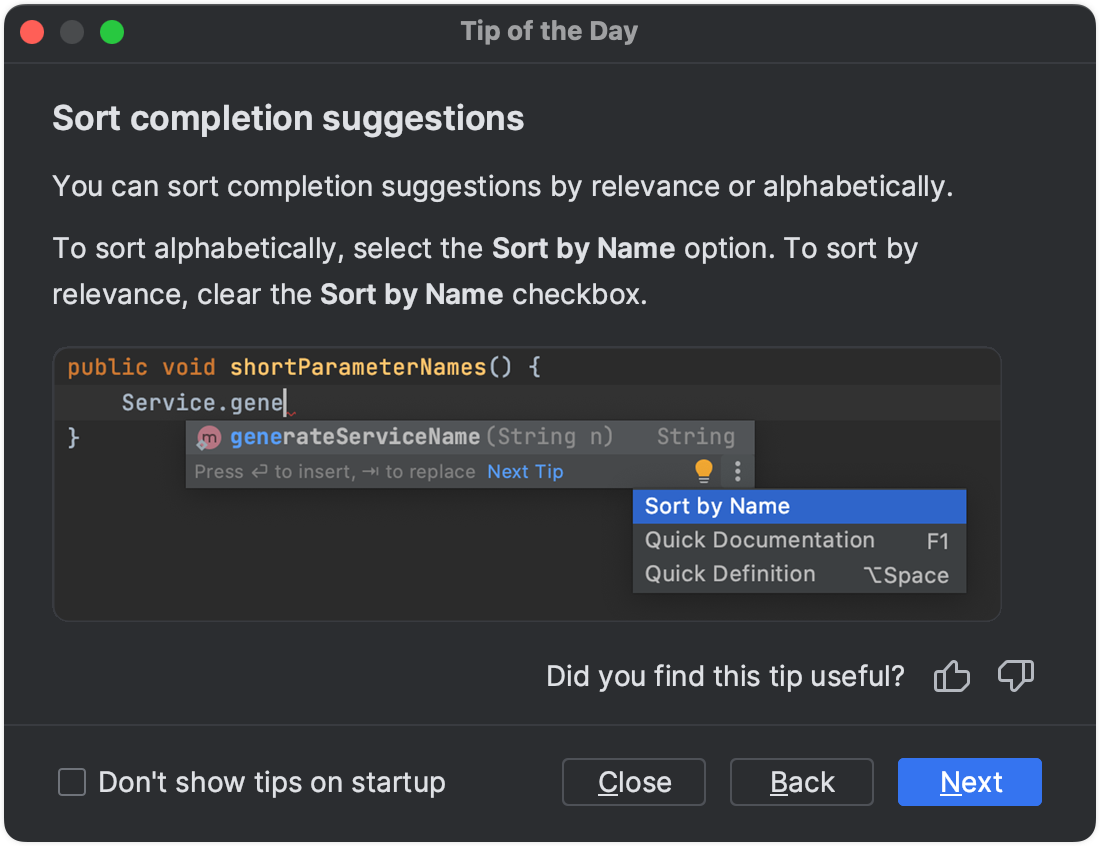 Tip of the Day
Sort completion suggestions
You can sort completion suggestions by relevance or alphabetically.
To sort alphabetically, select the Sort by Name option. To sort by
relevance, clear the Sort by Name checkbox.
public void shortParameterNames() {
Service.gene
}
m generateServiceName(String n) String
Press ⏎ to insert, ⇥ to replace Next Tip
Sort by Name
Quick Documentation F1
Quick Definition ⌥Space
Did you find this tip useful?
Don't show tips on startup
Close Back Next